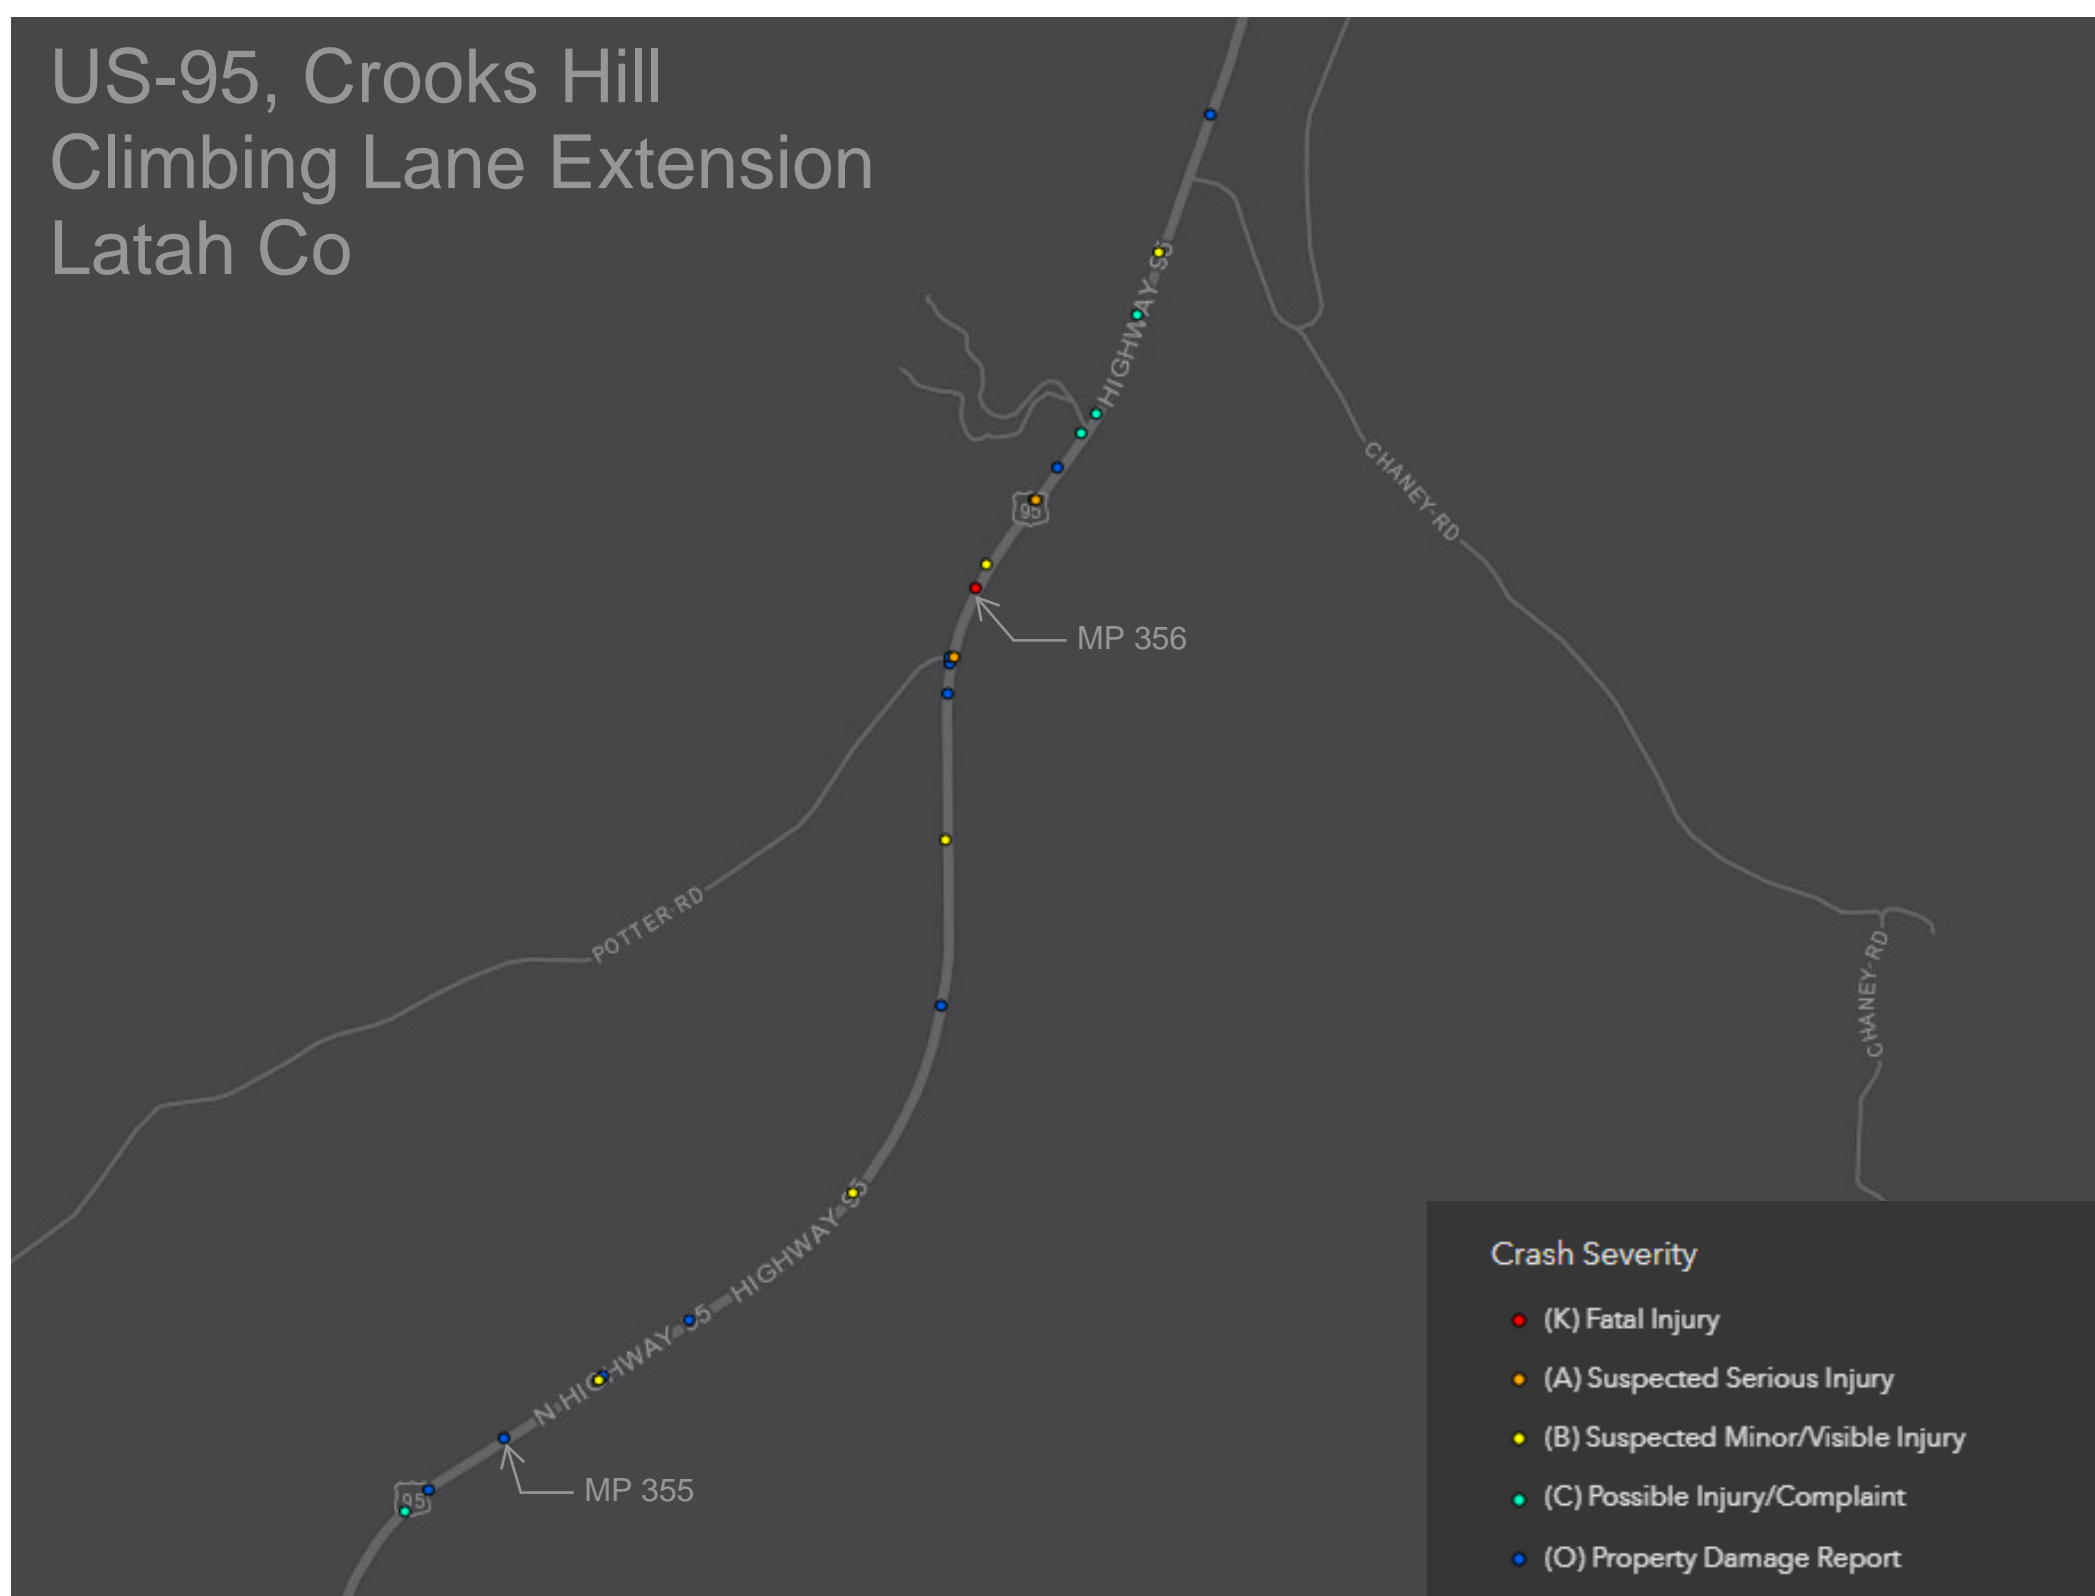 US-95, Crooks Hill
Climbing Lane Extension
Latah Co
HIGHWAY 95
95
CHANEY-RD
MP 356
POTTER-RD
CHANEY-RD
HIGHWAY 95
N HIGHWAY 95
95
MP 355
Crash Severity
(K) Fatal Injury
(A) Suspected Serious Injury
(B) Suspected Minor/Visible Injury
(C) Possible Injury/Complaint
(O) Property Damage Report